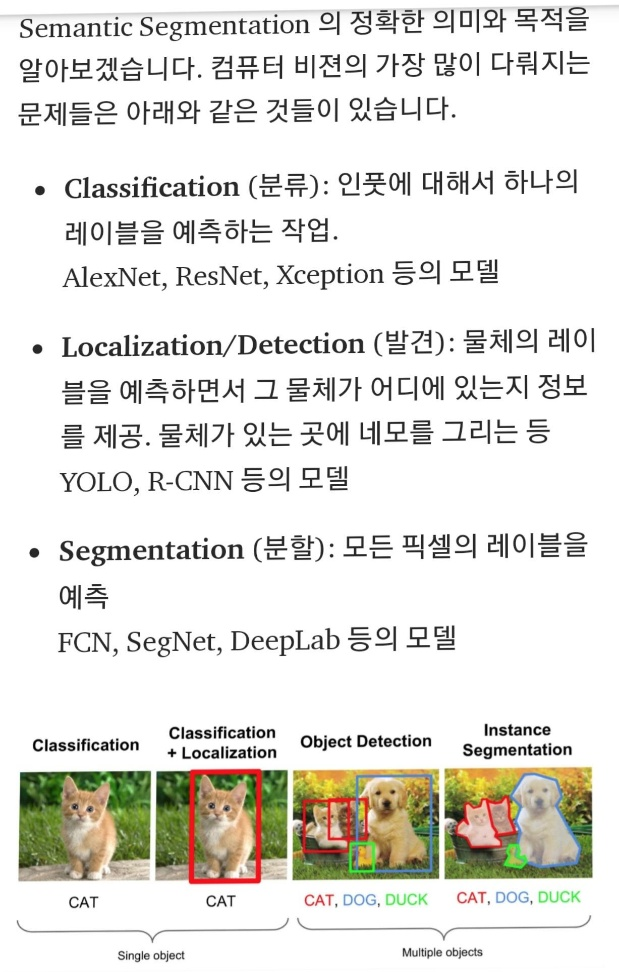 Semantic Segmentation 의 정확한 의미와 목적을
알아보겠습니다. 컴퓨터 비젼의 가장 많이 다뤄지는
문제들은 아래와 같은 것들이 있습니다.
• Classification (분류): 인풋에 대해서 하나의
레이블을 예측하는 작업.
AlexNet, ResNet, Xception 등의 모델
• Localization/Detection (발견): 물체의 레이
블을 예측하면서 그 물체가 어디에 있는지 정보
를 제공. 물체가 있는 곳에 네모를 그리는 등
YOLO, R-CNN 등의 모델
• Segmentation (분할): 모든 픽셀의 레이블을
예측
FCN, SegNet, DeepLab 등의 모델
Classification
Classification
+ Localization
Object Detection
Instance
Segmentation
CAT
CAT
CAT, DOG, DUCK
CAT, DOG, DUCK
Single object
Multiple objects